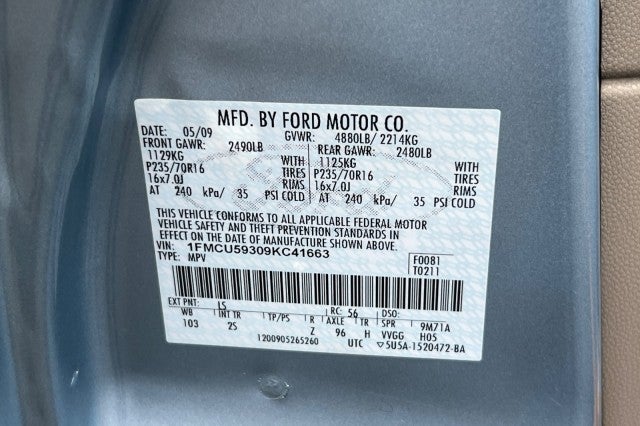 MFD. BY FORD MOTOR CO.
DATE: 05/09 GVWR: 4880LB/ 2214KG
FRONT GAWR: 2490LB REAR GAWR: 2480LB
1129KG WITH 1125KG WITH
P235/70R16 TIRES P235/70R16 TIRES
16x7.0J RIMS 16x7.0J RIMS
AT 240 kPa/ 35 PSI COLD AT 240 kPa/ 35 PSI COLD
THIS VEHICLE CONFORMS TO ALL APPLICABLE FEDERAL MOTOR
VEHICLE SAFETY AND THEFT PREVENTION STANDARDS IN
EFFECT ON THE DATE OF MANUFACTURE SHOWN ABOVE.
VIN: 1FMCU59309KC41663 F0081
TYPE: MPV T0211
EXT PNT: LS RC: 56 DSO:
WB INT TR TP/PS R AXLE TR SPR 9M71A
103 2S Z 96 H VVGG H05
1200905265260 UTC ▽5U5A-1520472-BA